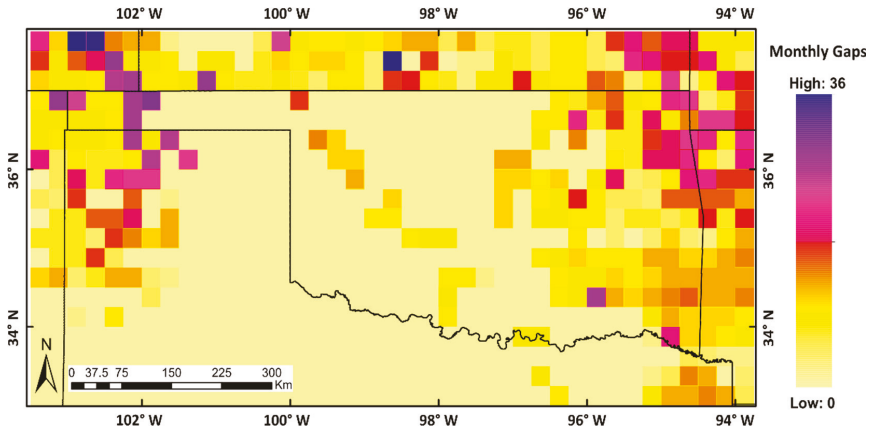 102° W 100° W 98° W 96° W 94° W
Monthly Gaps
High: 36
36° N 36° N
34° N 34° N
N
0 37.5 75 150 225 300
Km
Low: 0
102° W 100° W 98° W 96° W 94° W